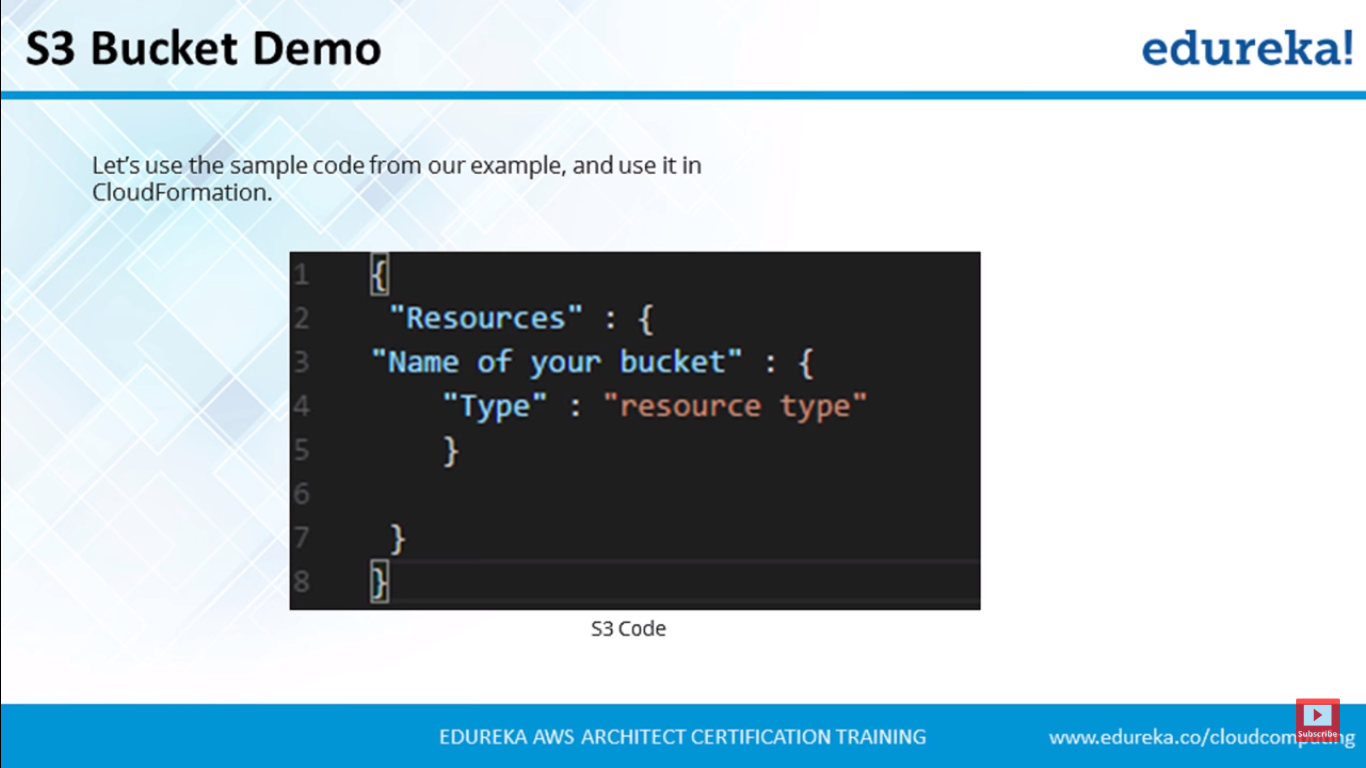 S3 Bucket Demo
edureka!
Let's use the sample code from our example, and use it in
CloudFormation.
1 {
2 "Resources" : {
3 "Name of your bucket" : {
4 "Type" : "resource type"
5 }
6
7 }
8 }
S3 Code
EDUREKA AWS ARCHITECT CERTIFICATION TRAINING
www.edureka.co/cloudcomputing
Subscribe